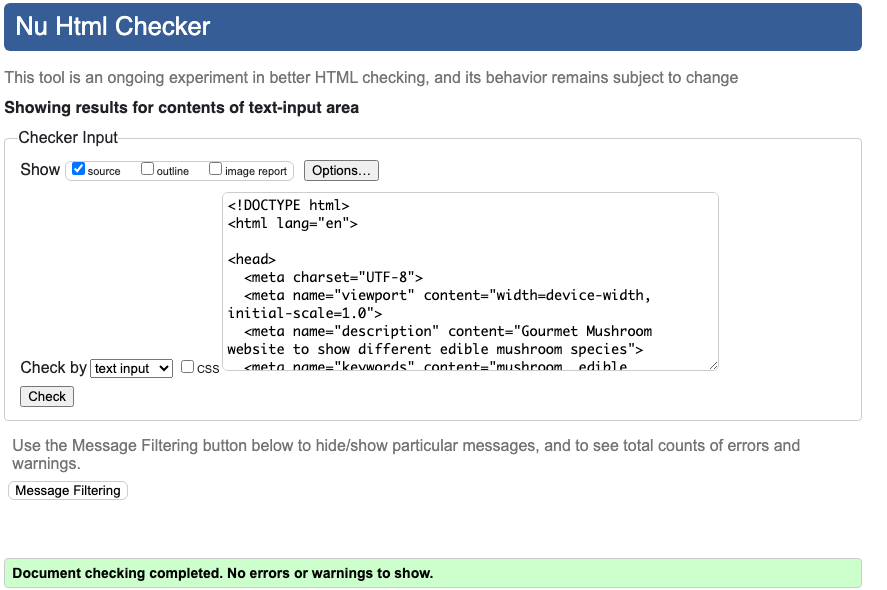 Nu Html Checker
This tool is an ongoing experiment in better HTML checking, and its behavior remains subject to change
Showing results for contents of text-input area
Checker Input
Show source outline image report Options...
<!DOCTYPE html>
<html lang="en">
<head>
<meta charset="UTF-8">
<meta name="viewport" content="width=device-width,
initial-scale=1.0">
<meta name="description" content="Gourmet Mushroom
website to show different edible mushroom species">
<meta name="keywords" content="mushroom, edible
Check by text input css
Check
Use the Message Filtering button below to hide/show particular messages, and to see total counts of errors and
warnings.
Message Filtering
Document checking completed. No errors or warnings to show.